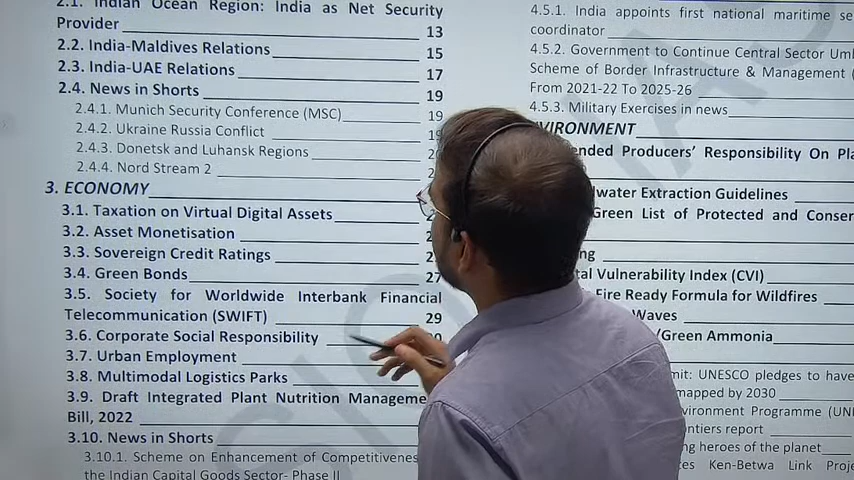 2.1. Indian Ocean Region: India as Net Security
Provider 13
2.2. India-Maldives Relations 15
2.3. India-UAE Relations 17
2.4. News in Shorts 19
2.4.1. Munich Security Conference (MSC) 19
2.4.2. Ukraine Russia Conflict
2.4.3. Donetsk and Luhansk Regions
2.4.4. Nord Stream 2
3. ECONOMY
3.1. Taxation on Virtual Digital Assets
3.2. Asset Monetisation
3.3. Sovereign Credit Ratings
3.4. Green Bonds 27
3.5. Society for Worldwide Interbank Financial
Telecommunication (SWIFT) 29
3.6. Corporate Social Responsibility
3.7. Urban Employment
3.8. Multimodal Logistics Parks
3.9. Draft Integrated Plant Nutrition Manageme
Bill, 2022
3.10. News in Shorts
3.10.1. Scheme on Enhancement of Competitivenes
the Indian Capital Goods Sector- Phase II
4.5.1. India appoints first national maritime se
coordinator
4.5.2. Government to Continue Central Sector Um
Scheme of Border Infrastructure & Management (
From 2021-22 To 2025-26
4.5.3. Military Exercises in news
VIRONMENT
nded Producers' Responsibility On Pla
water Extraction Guidelines
Green List of Protected and Conser
ng
tal Vulnerability Index (CVI)
Fire Ready Formula for Wildfires
Waves
/Green Ammonia
mit: UNESCO pledges to have
mapped by 2030
vironment Programme (UN
ntiers report
ng heroes of the planet
es Ken-Betwa Link Proj